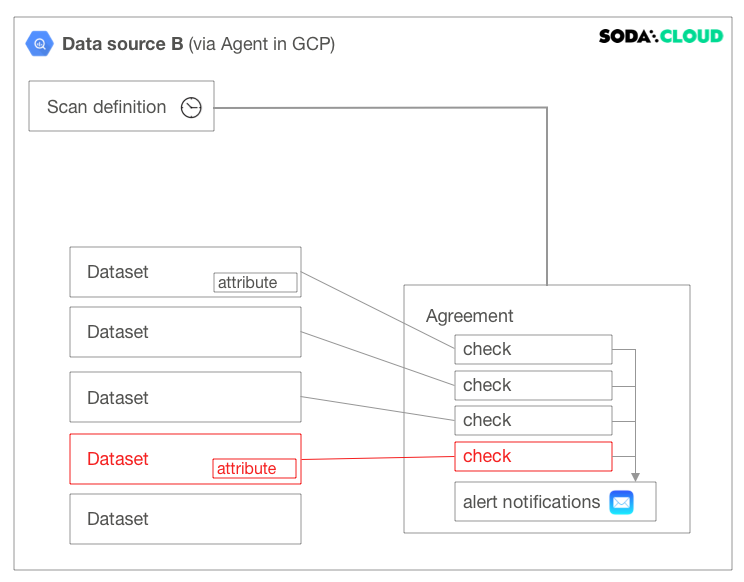 Data source B (via Agent in GCP)
SODA CLOUD
Scan definition
Dataset
attribute
Dataset
Dataset
Dataset
attribute
Dataset
Agreement
check
check
check
check
alert notifications